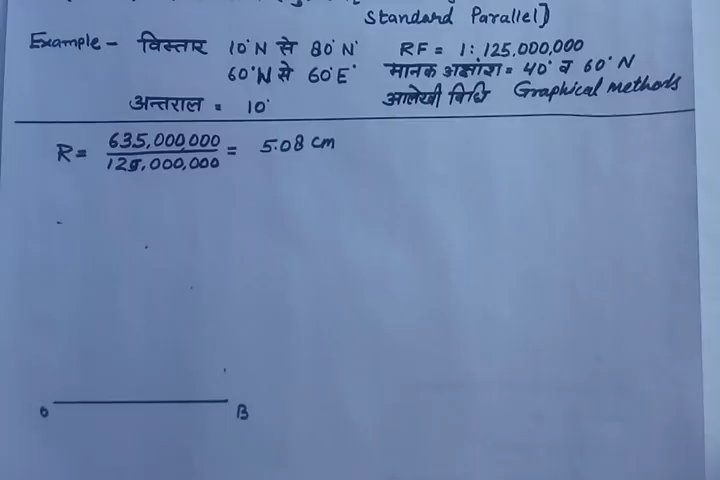 Standard Parallel]
Example - विस्तार 10°N से 80°N RF = 1: 125.000,000
60°W से 60°E मानक अक्षांश = 40° व 60°N
अन्तराल = 10° आलेखी विधि Graphical methods
R = 635,000,000 / 125,000,000 = 5.08 cm
O B